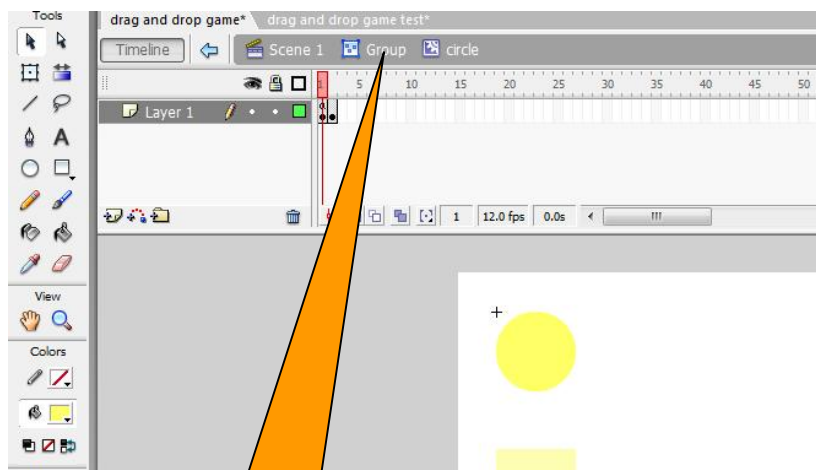 Tools
drag and drop game* drag and drop game test*
Timeline Scene 1 Group circle
1 5 10 15 20 25 30 35 40 45 50
Layer 1
A
1 12.0 fps 0.0s
View
Colors